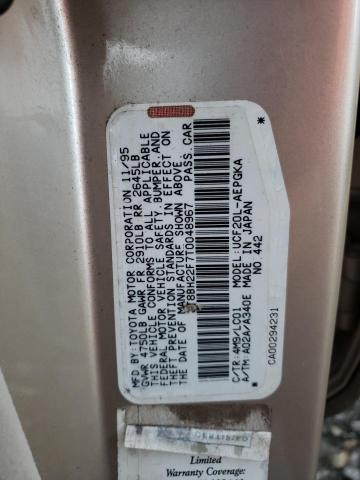 MFD BY: TOYOTA MOTOR CORPORATION 11/95
GVWR 4750LB GAWR FR 2910LB RR 2645LB
THIS VEHICLE CONFORMS TO ALL APPLICABLE
FEDERAL MOTOR VEHICLE SAFETY, BUMPER, AND
THEFT PREVENTION STANDARDS IN EFFECT ON
THE DATE OF MANUFACTURE SHOWN ABOVE.
JT8BH22F7T0048967 PASS.CAR
C/TR: 4M9/LC01 MODEL: UCF20L-AEPGKA
A/TM: A02A/A340E MADE IN JAPAN
NO 442
CA00294231
Limited
Warranty Coverage: